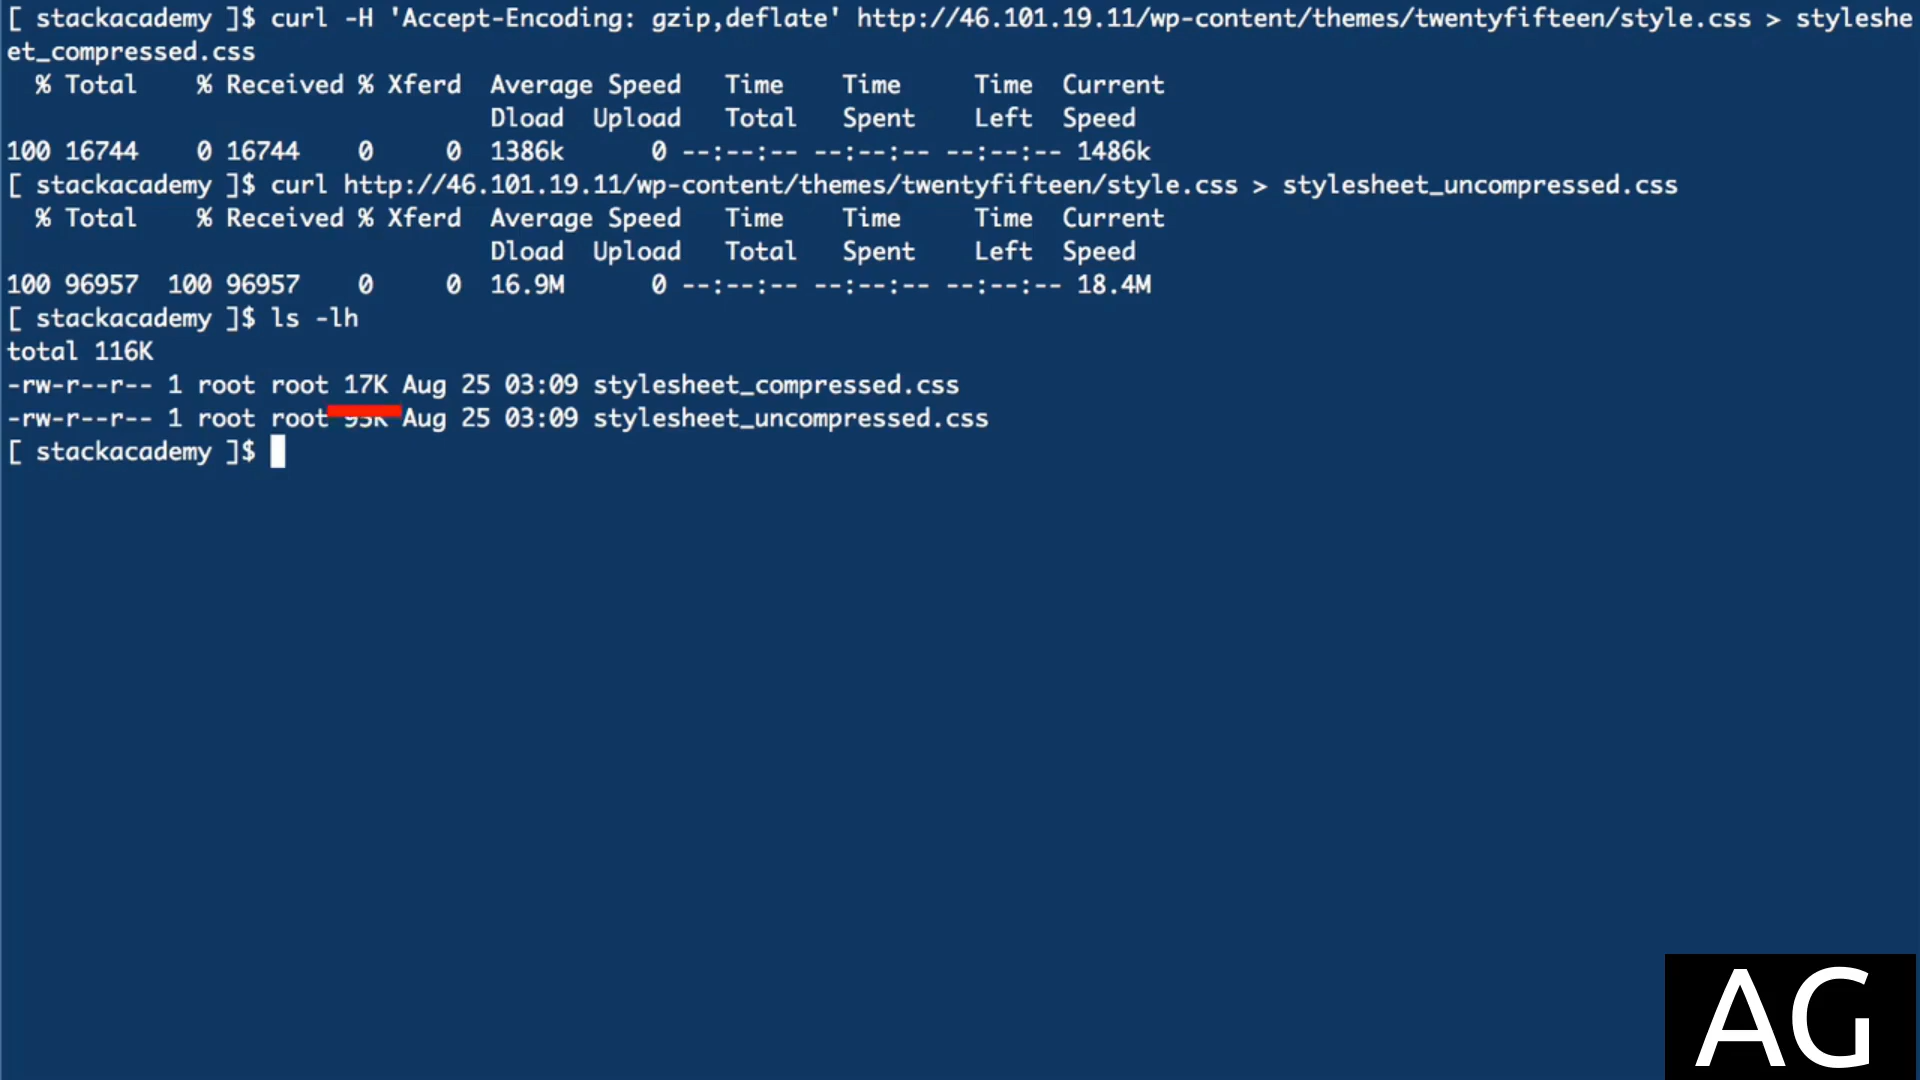 [ stackacademy ]$ curl -H 'Accept-Encoding: gzip,deflate' http://46.101.19.11/wp-content/themes/twentyfifteen/style.css > styleshe
et_compressed.css
% Total % Received % Xferd Average Speed Time Time Time Current
Dload Upload Total Spent Left Speed
100 16744 0 16744 0 0 1386k 0 --:--:-- --:--:-- --:--:-- 1486k
[ stackacademy ]$ curl http://46.101.19.11/wp-content/themes/twentyfifteen/style.css > stylesheet_uncompressed.css
% Total % Received % Xferd Average Speed Time Time Time Current
Dload Upload Total Spent Left Speed
100 96957 100 96957 0 0 16.9M 0 --:--:-- --:--:-- --:--:-- 18.4M
[ stackacademy ]$ ls -lh
total 116K
-rw-r--r-- 1 root root 17K Aug 25 03:09 stylesheet_compressed.css
-rw-r--r-- 1 root root 95K Aug 25 03:09 stylesheet_uncompressed.css
[ stackacademy ]$
AG